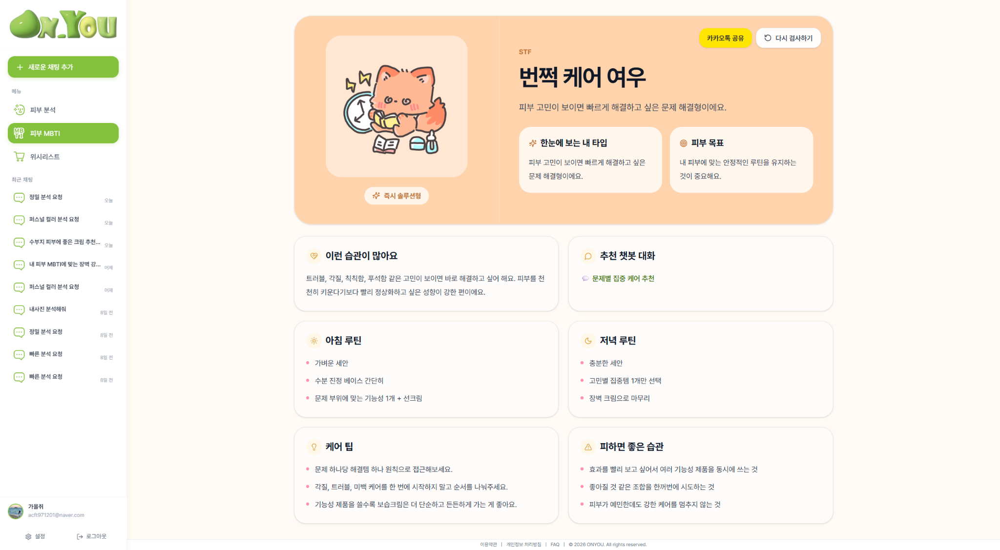 ON_YOU
새로운 채팅 추가
메뉴
피부 분석
MBTI
피부 MBTI
위시리스트
최근 채팅
정밀 분석 요청
오늘
퍼스널 컬러 분석 요청
오늘
수부지 피부에 좋은 크림 추천...
오늘
내 피부 MBTI에 맞는 장벽 강...
어제
퍼스널 컬러 분석 요청
어제
내사진 분석해줘
8일 전
정밀 분석 요청
8일 전
빠른 분석 요청
8일 전
빠른 분석 요청
8일 전
가을쥐
acft971201@naver.com
설정
로그아웃
카카오톡 공유
다시 검사하기
STF
번쩍 케어 여우
피부 고민이 보이면 빠르게 해결하고 싶은 문제 해결형이에요.
즉시 솔루션형
한눈에 보는 내 타입
피부 고민이 보이면 빠르게 해결하고 싶은
문제 해결형이에요.
피부 목표
내 피부에 맞는 안정적인 루틴을 유지하는
것이 중요해요.
이런 습관이 많아요
트러블, 각질, 칙칙함, 푸석함 같은 고민이 보이면 바로 해결하고 싶어 해요. 피부를 천
천히 키운다기보다 빨리 정상화하고 싶은 성향이 강한 편이에요.
추천 챗봇 대화
문제별 집중 케어 추천
아침 루틴
가벼운 세안
수분 진정 베이스 간단히
문제 부위에 맞는 기능성 1개 + 선크림
저녁 루틴
충분한 세안
고민별 집중템 1개만 선택
장벽 크림으로 마무리
케어 팁
문제 하나당 해결템 하나 원칙으로 접근해보세요.
각질, 트러블, 미백 케어를 한 번에 시작하지 말고 순서를 나눠주세요.
기능성 제품을 쓸수록 보습크림은 더 단순하고 든든하게 가는 게 좋아요.
피하면 좋은 습관
효과를 빨리 보고 싶어서 여러 기능성 제품을 동시에 쓰는 것
좋아질 것 같은 조합을 한꺼번에 시도하는 것
피부가 예민한데도 강한 케어를 멈추지 않는 것
이용약관 | 개인정보 처리방침 | FAQ | © 2026 ONYOU. All rights reserved.